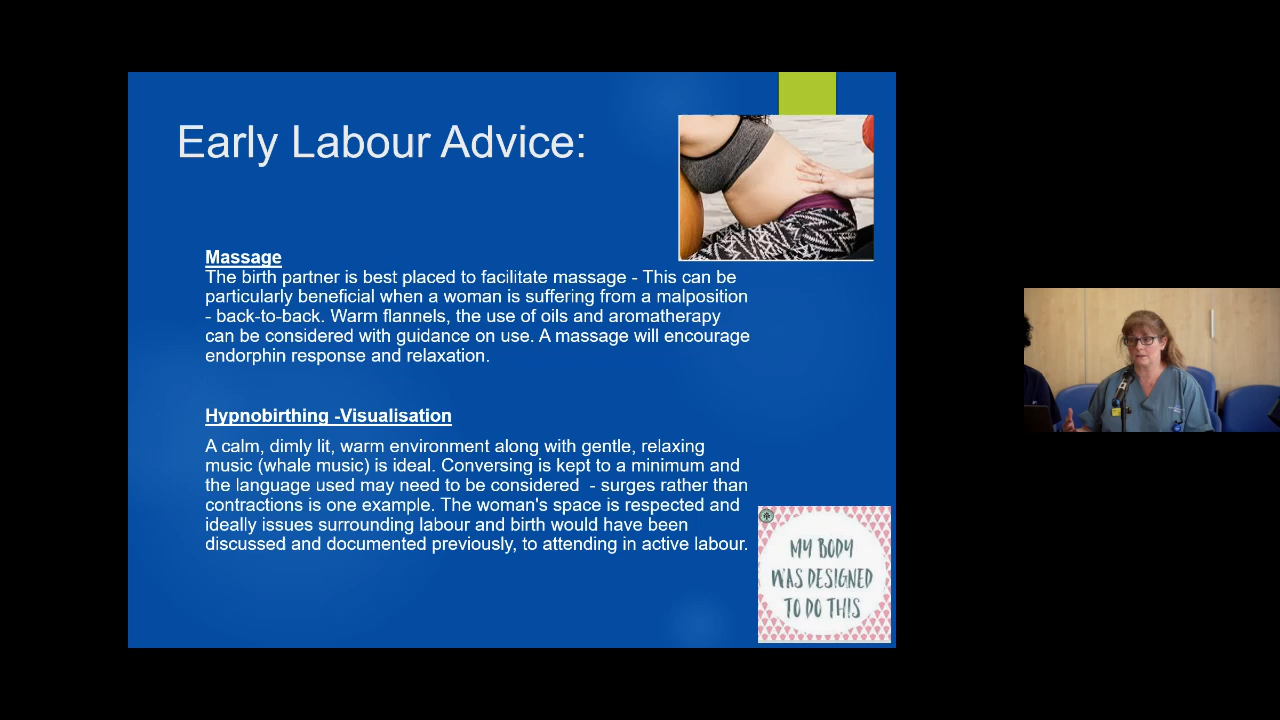 Early Labour Advice:
Massage
The birth partner is best placed to facilitate massage - This can be
particularly beneficial when a woman is suffering from a malposition
- back-to-back. Warm flannels, the use of oils and aromatherapy
can be considered with guidance on use. A massage will encourage
endorphin response and relaxation.
Hypnobirthing -Visualisation
A calm, dimly lit, warm environment along with gentle, relaxing
music (whale music) is ideal. Conversing is kept to a minimum and
the language used may need to be considered  - surges rather than
contractions is one example. The woman's space is respected and
ideally issues surrounding labour and birth would have been
discussed and documented previously, to attending in active labour.
MY BODY
WAS DESIGNED
TO DO THIS